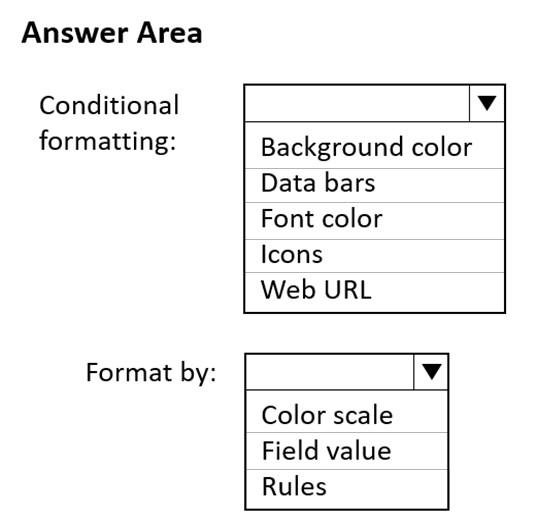 Answer Area
Conditional
formatting:
Background color
Data bars
Font color
Icons
Web URL
Format by:
Color scale
Field value
Rules